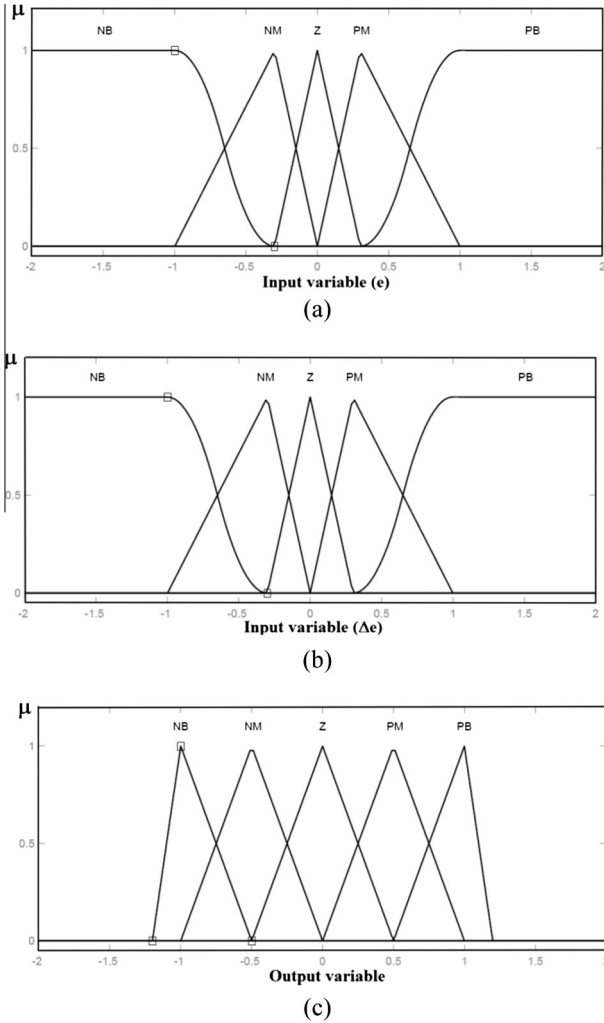 μ
NB NM Z PM PB
1
0.5
0
-2 -1.5 -1 -0.5 0 0.5 1 1.5 2
Input variable (e)
(a)
μ
NB NM Z PM PB
1
0.5
0
-2 -1.5 -1 -0.5 0 0.5 1 1.5 2
Input variable (Δe)
(b)
μ
NB NM Z PM PB
1
0.5
0
-2 -1.5 -1 -0.5 0 0.5 1 1.5 2
Output variable
(c)